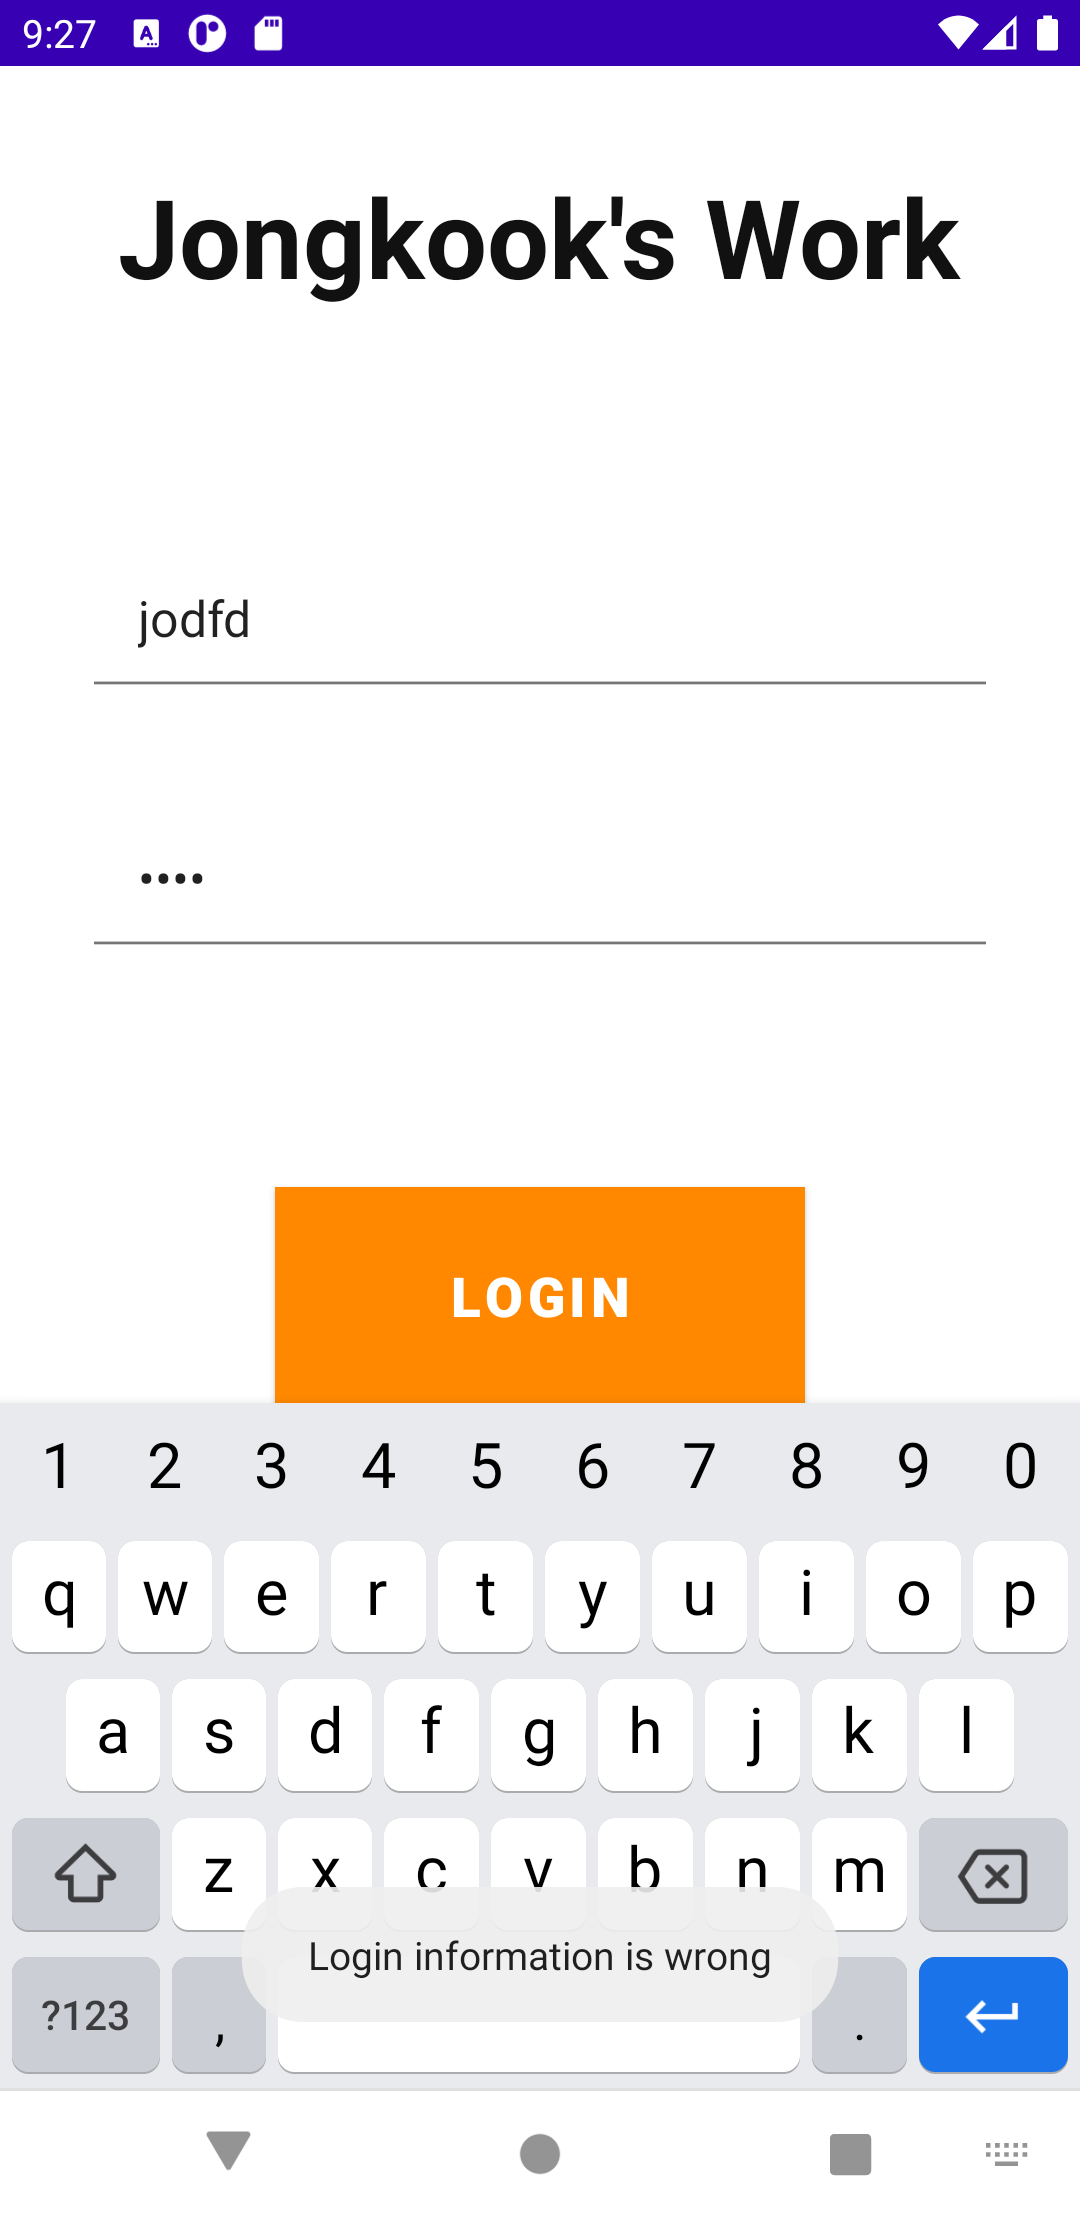 9:27
Jongkook's Work
jodfd
••••
LOGIN
1 2 3 4 5 6 7 8 9 0
q w e r t y u i o p
a s d f g h j k l
z x c v b n m
Login information is wrong
?123 , .